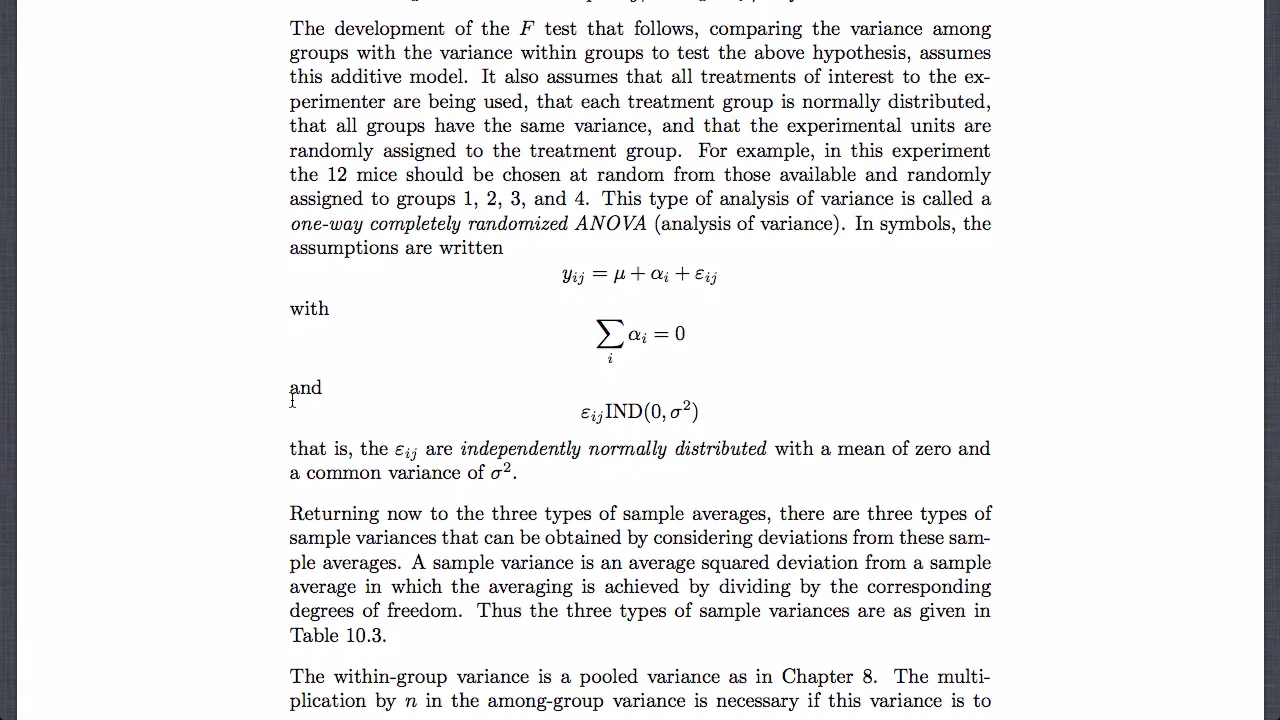 The development of the F test that follows, comparing the variance among
groups with the variance within groups to test the above hypothesis, assumes
this additive model. It also assumes that all treatments of interest to the ex-
perimenter are being used, that each treatment group is normally distributed,
that all groups have the same variance, and that the experimental units are
randomly assigned to the treatment group. For example, in this experiment
the 12 mice should be chosen at random from those available and randomly
assigned to groups 1, 2, 3, and 4. This type of analysis of variance is called a
one-way completely randomized ANOVA (analysis of variance). In symbols, the
assumptions are written
yᵢⱼ = μ + αᵢ + εᵢⱼ
with
∑ αᵢ = 0
i
and
εᵢⱼIND(0, σ²)
that is, the εᵢⱼ are independently normally distributed with a mean of zero and
a common variance of σ².
Returning now to the three types of sample averages, there are three types of
sample variances that can be obtained by considering deviations from these sam-
ple averages. A sample variance is an average squared deviation from a sample
average in which the averaging is achieved by dividing by the corresponding
degrees of freedom. Thus the three types of sample variances are as given in
Table 10.3.
The within-group variance is a pooled variance as in Chapter 8. The multi-
plication by n in the among-group variance is necessary if this variance is to